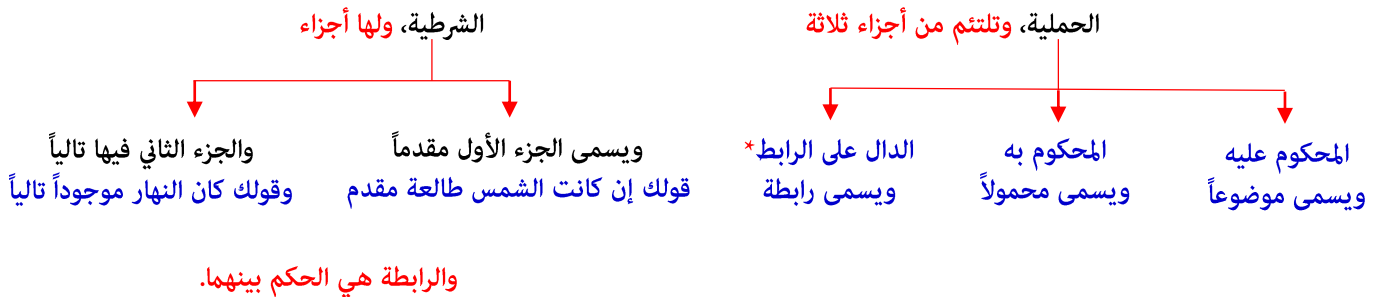 الحملية، وتلتئم من أجزاء ثلاثة
المحكوم عليه
ويسمى موضوعاً
المحكوم به
ويسمى محمولاً
الدال على الرابط*
ويسمى رابطة
الشرطية، ولها أجزاء
ويسمى الجزء الأول مقدماً
قولك إن كانت الشمس طالعة مقدم
والجزء الثاني فيها تالياً
وقولك كان النهار موجوداً تالياً
والرابطة هي الحكم بينهما.